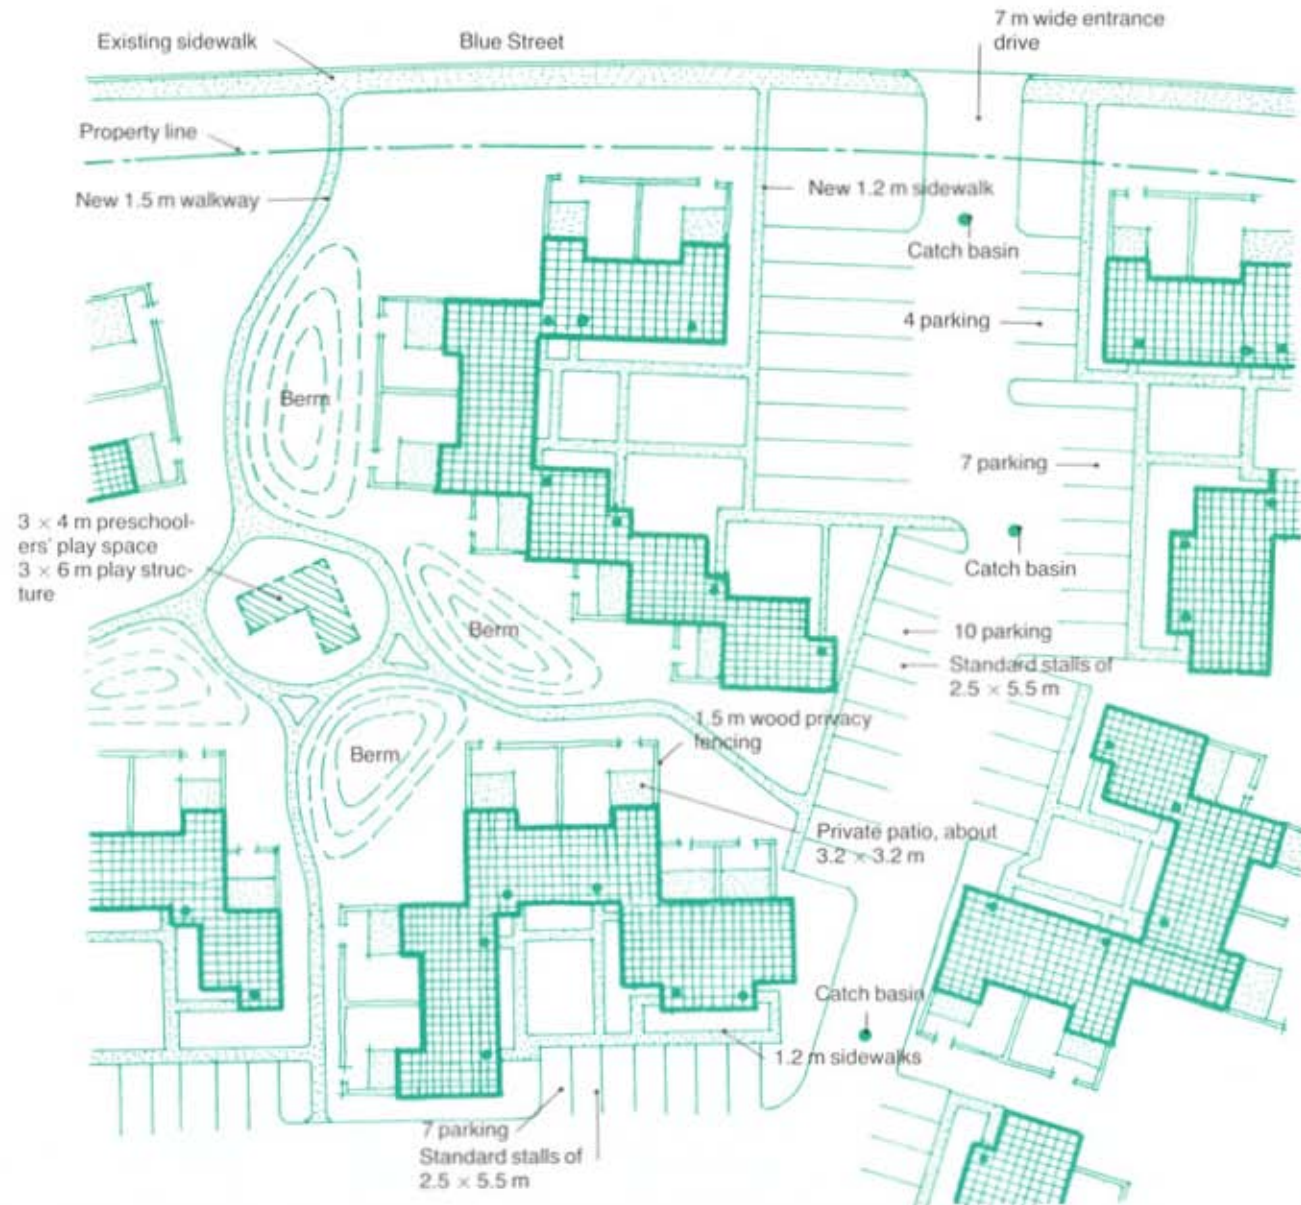 7 m wide entrance
drive
Existing sidewalk
Blue Street
Property line
New 1.5 m walkway
New 1.2 m sidewalk
Catch basin
4 parking
Berm
7 parking
3 × 4 m preschool-
ers' play space
3 × 6 m play struc-
ture
Catch basin
Berm
10 parking
Standard stalls of
2.5 × 5.5 m
1.5 m wood privacy
fencing
Berm
Private patio, about
3.2 × 3.2 m
Catch basin
1.2 m sidewalks
7 parking
Standard stalls of
2.5 × 5.5 m